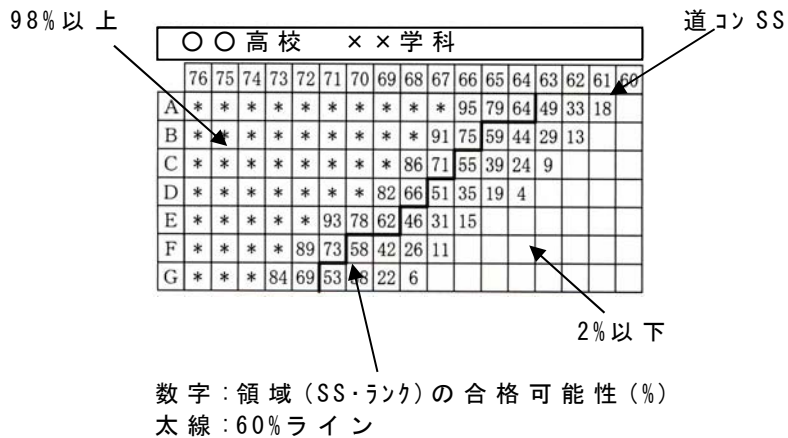 98%以上
道コンSS
○○高校 ××学科
76 75 74 73 72 71 70 69 68 67 66 65 64 63 62 61 60
A * * * * * * * * * * 95 79 64 49 33 18
B * * * * * * * * * 91 75 59 44 29 13
C * * * * * * * * 86 71 55 39 24 9
D * * * * * * * 82 66 51 35 19 4
E * * * * * 93 78 62 46 31 15
F * * * * 89 73 58 42 26 11
G * * * 84 69 53 38 22 6
2%以下
数字:領域(SS・ランク)の合格可能性(%)
太線:60%ライン